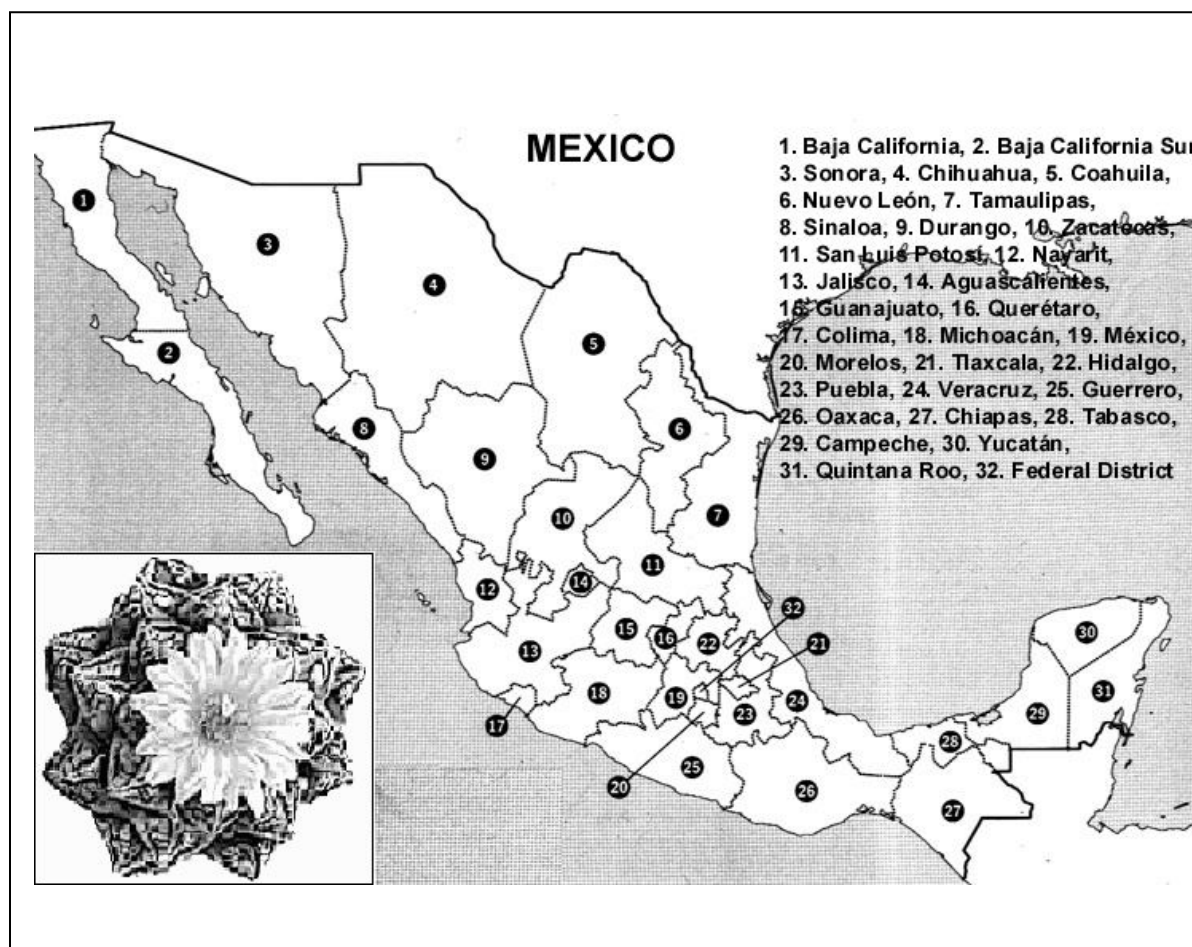 MEXICO
1. Baja California, 2. Baja California Sur
3. Sonora, 4. Chihuahua, 5. Coahuila,
6. Nuevo León, 7. Tamaulipas,
8. Sinaloa, 9. Durango, 10. Zacatecas,
11. San Luis Potosí, 12. Nayarit,
13. Jalisco, 14. Aguascalientes,
15. Guanajuato, 16. Querétaro,
17. Colima, 18. Michoacán, 19. México,
20. Morelos, 21. Tlaxcala, 22. Hidalgo,
23. Puebla, 24. Veracruz, 25. Guerrero,
26. Oaxaca, 27. Chiapas, 28. Tabasco,
29. Campeche, 30. Yucatán,
31. Quintana Roo, 32. Federal District
1
3
4
5
2
8
6
9
10
7
11
12
14
32
15
16
22
21
30
13
18
19
24
31
17
23
29
28
20
25
26
27